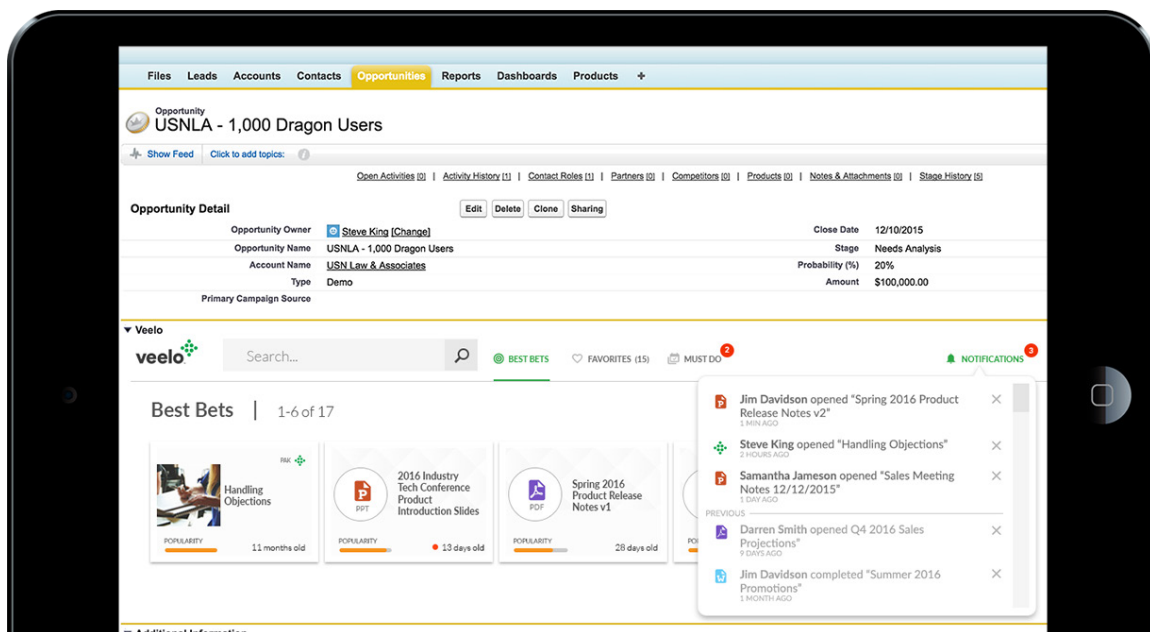 Files Leads Accounts Contacts Opportunities Reports Dashboards Products +
Opportunity
USNLA - 1,000 Dragon Users
Show Feed Click to add topics: i
Open Activities [0] | Activity History [1] | Contact Roles [1] | Partners [0] | Competitors [0] | Products [0] | Notes & Attachments [0] | Stage History [5]
Opportunity Detail Edit Delete Clone Sharing
Opportunity Owner Steve King [Change] Close Date 12/10/2015
Opportunity Name USNLA - 1,000 Dragon Users Stage Needs Analysis
Account Name USN Law & Associates Probability (%) 20%
Type Demo Amount $100,000.00
Primary Campaign Source
Veelo
veelo Search... BEST BETS FAVORITES (15) MUST DO 2 NOTIFICATIONS 3
Best Bets | 1-6 of 17
PAK
Handling
Objections
POPULARITY
11 months old
PPT
2016 Industry
Tech Conference
Product
Introduction Slides
POPULARITY
13 days old
PDF
Spring 2016
Product Release
Notes v1
POPULARITY
28 days old
PO
Jim Davidson opened “Spring 2016 Product
Release Notes v2”
1 MIN AGO
Steve King opened “Handling Objections”
2 HOURS AGO
Samantha Jameson opened “Sales Meeting
Notes 12/12/2015”
1 DAY AGO
PREVIOUS
Darren Smith opened Q4 2016 Sales
Projections”
9 DAYS AGO
Jim Davidson completed “Summer 2016
Promotions”
1 MONTH AGO
Additional Information